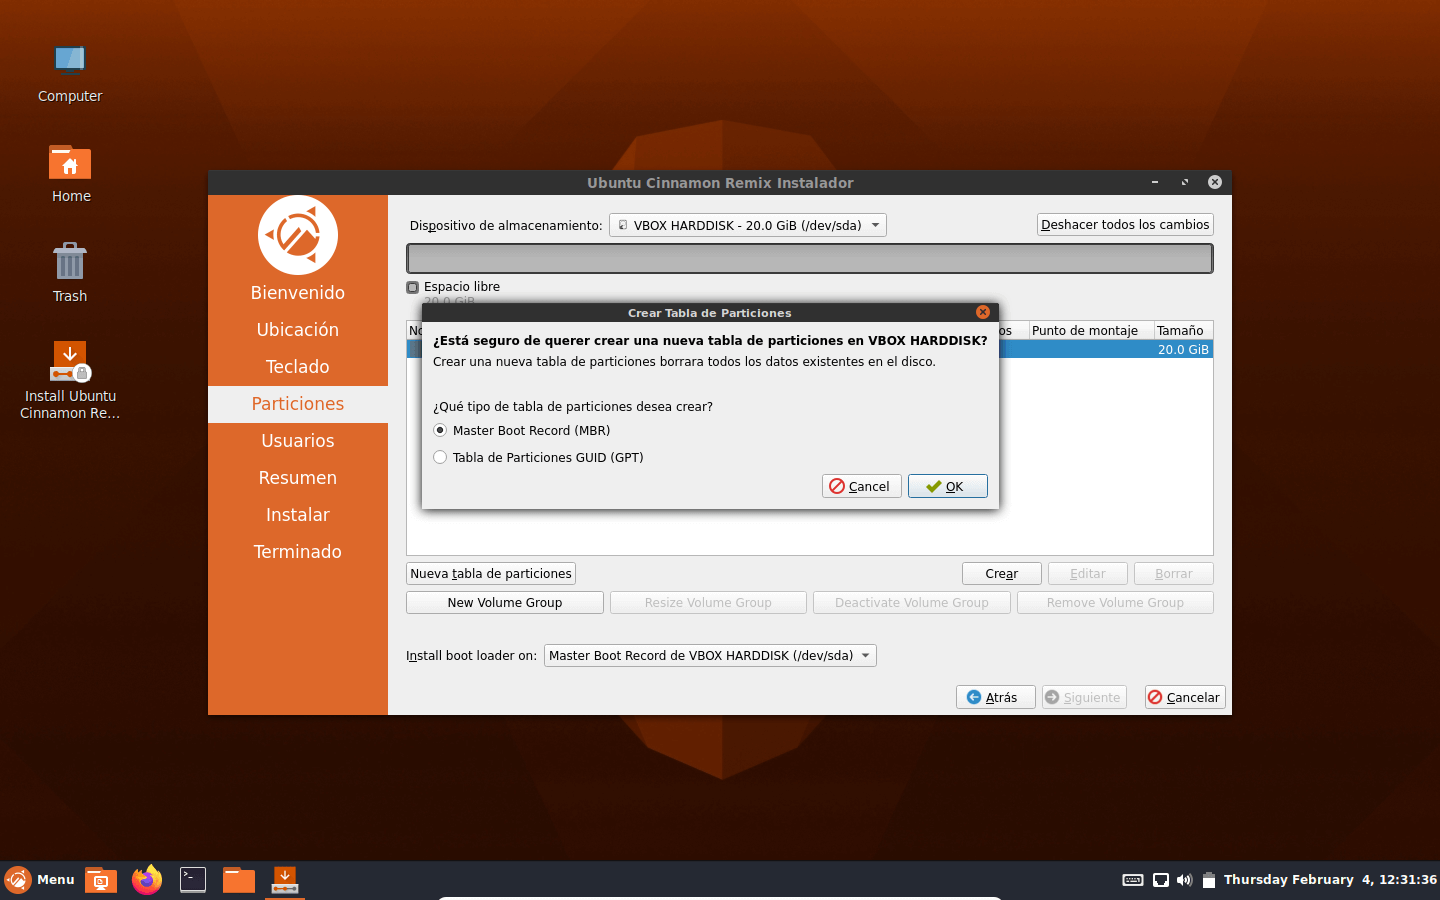 Computer
Home
Trash
Install Ubuntu
Cinnamon Re...
Ubuntu Cinnamon Remix Instalador
Bienvenido
Ubicación
Teclado
Particiones
Usuarios
Resumen
Instalar
Terminado
Dispositivo de almacenamiento: VBOX HARDDISK - 20.0 GiB (/dev/sda) Deshacer todos los cambios
Espacio libre
20.0 GiB
Punto de montaje Tamaño
20.0 GiB
Crear Tabla de Particiones
¿Está seguro de querer crear una nueva tabla de particiones en VBOX HARDDISK?
Crear una nueva tabla de particiones borrara todos los datos existentes en el disco.
¿Qué tipo de tabla de particiones desea crear?
Master Boot Record (MBR)
Tabla de Particiones GUID (GPT)
Cancel OK
Nueva tabla de particiones Crear Editar Borrar
New Volume Group Resize Volume Group Deactivate Volume Group Remove Volume Group
Install boot loader on: Master Boot Record de VBOX HARDDISK (/dev/sda)
Atrás Siguiente Cancelar
Menu Thursday February 4, 12:31:36